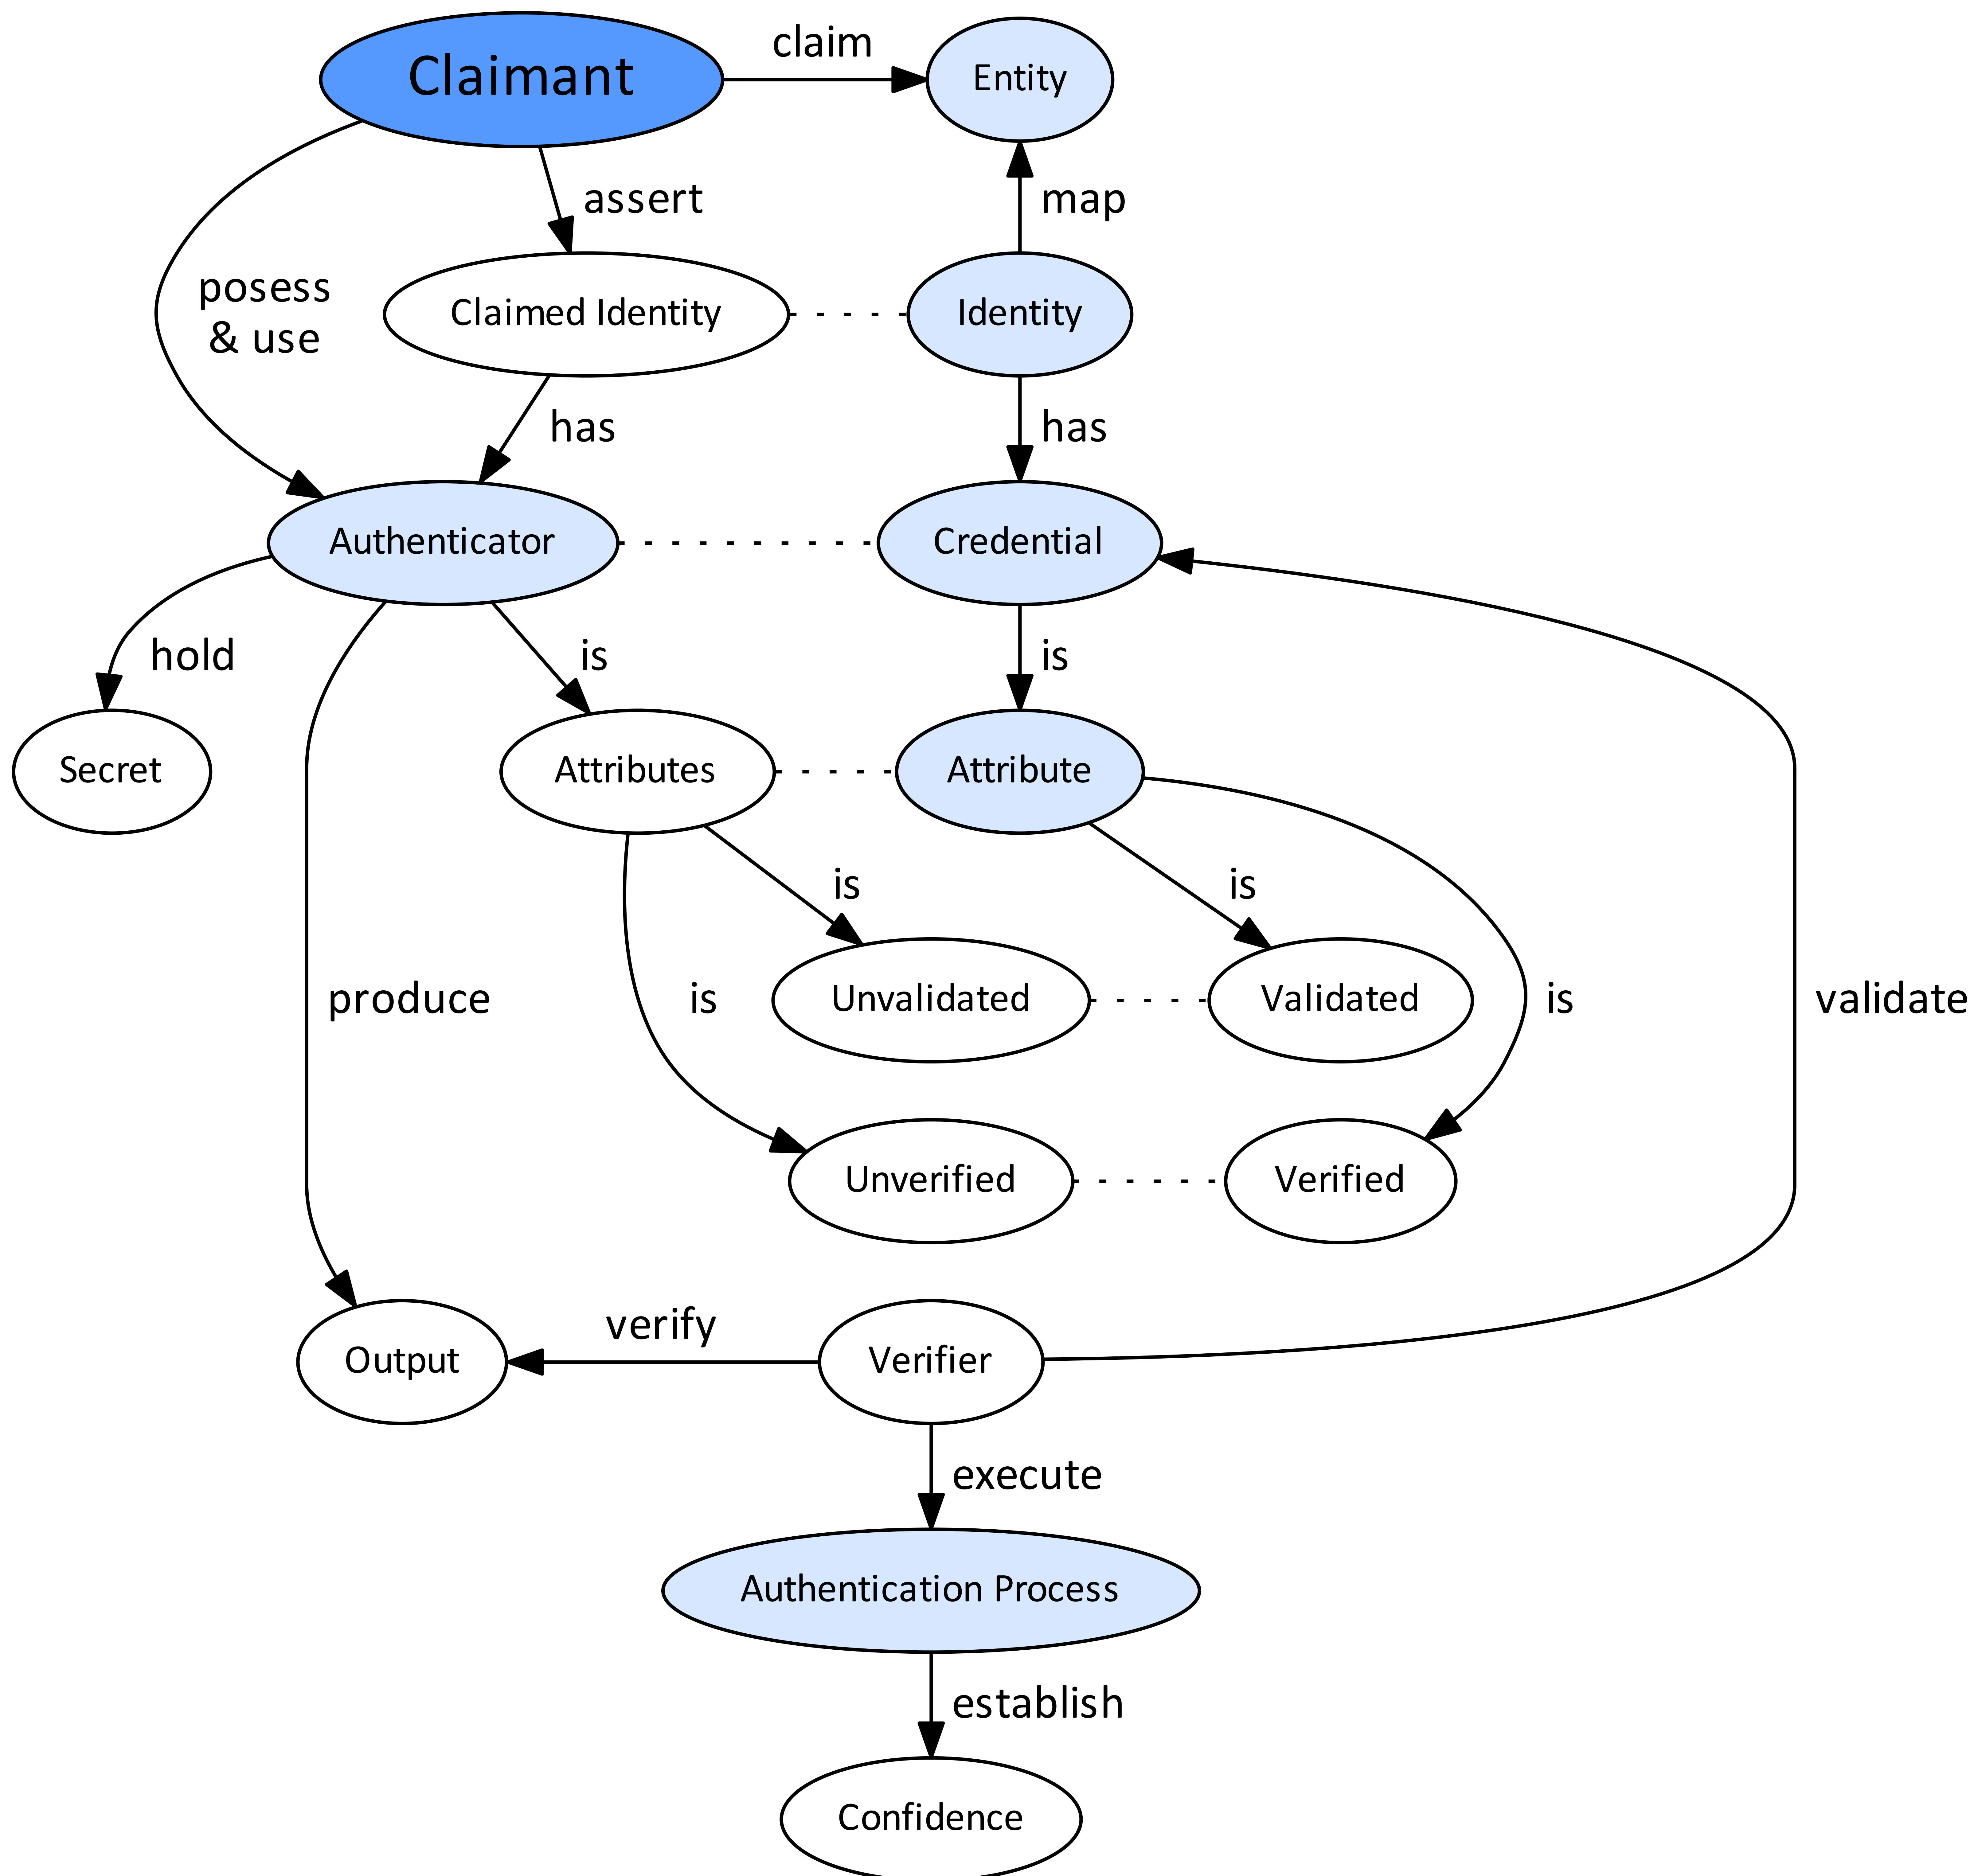 Claimant
claim
Entity
assert
map
posess
& use
Claimed Identity
Identity
has
has
Authenticator
Credential
hold
is
is
Secret
Attributes
Attribute
is
is
produce
is
Unvalidated
Validated
is
validate
Unverified
Verified
verify
Output
Verifier
execute
Authentication Process
establish
Confidence